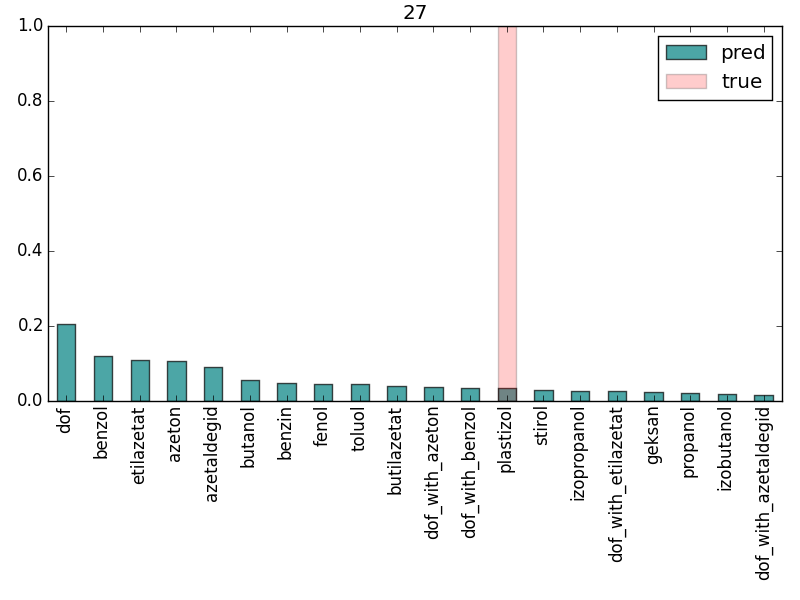 27
1.0
0.8
0.6
0.4
0.2
0.0
pred
true
dof
benzol
etilazetat
azeton
azetaldegid
butanol
benzin
fenol
toluol
butilazetat
dof_with_azeton
dof_with_benzol
plastizol
stirol
izopropanol
dof_with_etilazetat
geksan
propanol
izobutanol
dof_with_azetaldegid